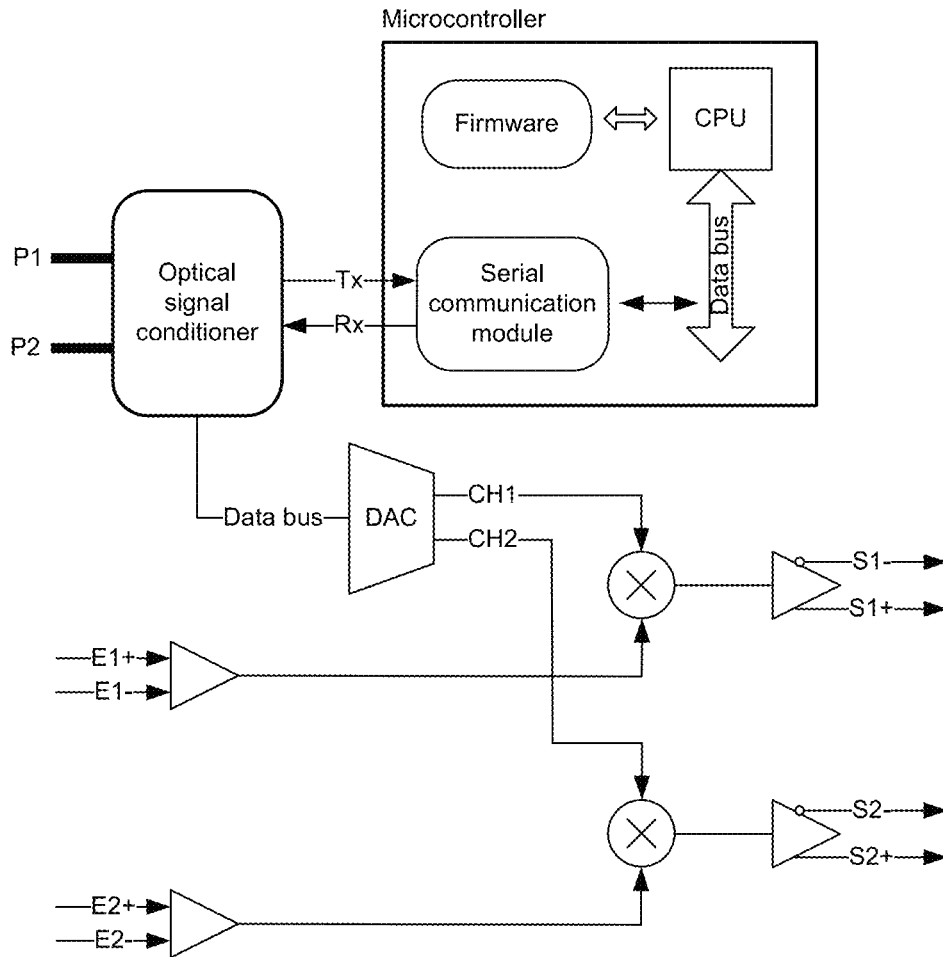 Microcontroller
Firmware
CPU
Data bus
P1
P2
Optical
signal
conditioner
Tx
Rx
Serial
communication
module
Data bus
DAC
CH1
CH2
S1-
S1+
E1+
E1-
S2-
S2+
E2+
E2-